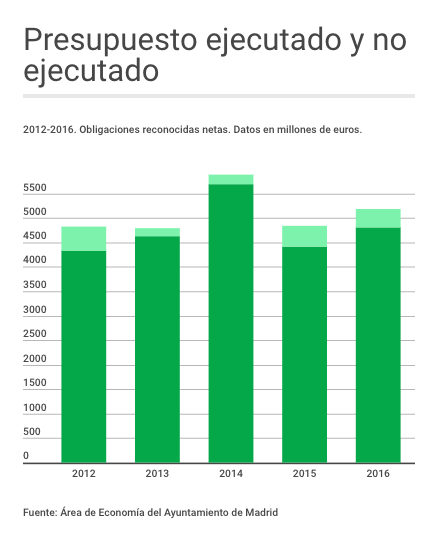 Presupuesto ejecutado y no
ejecutado
2012-2016. Obligaciones reconocidas netas. Datos en millones de euros.
5500
5000
4500
4000
3500
3000
2500
2000
1500
1000
500
0
2012 2013 2014 2015 2016
Fuente: Área de Economía del Ayuntamiento de Madrid